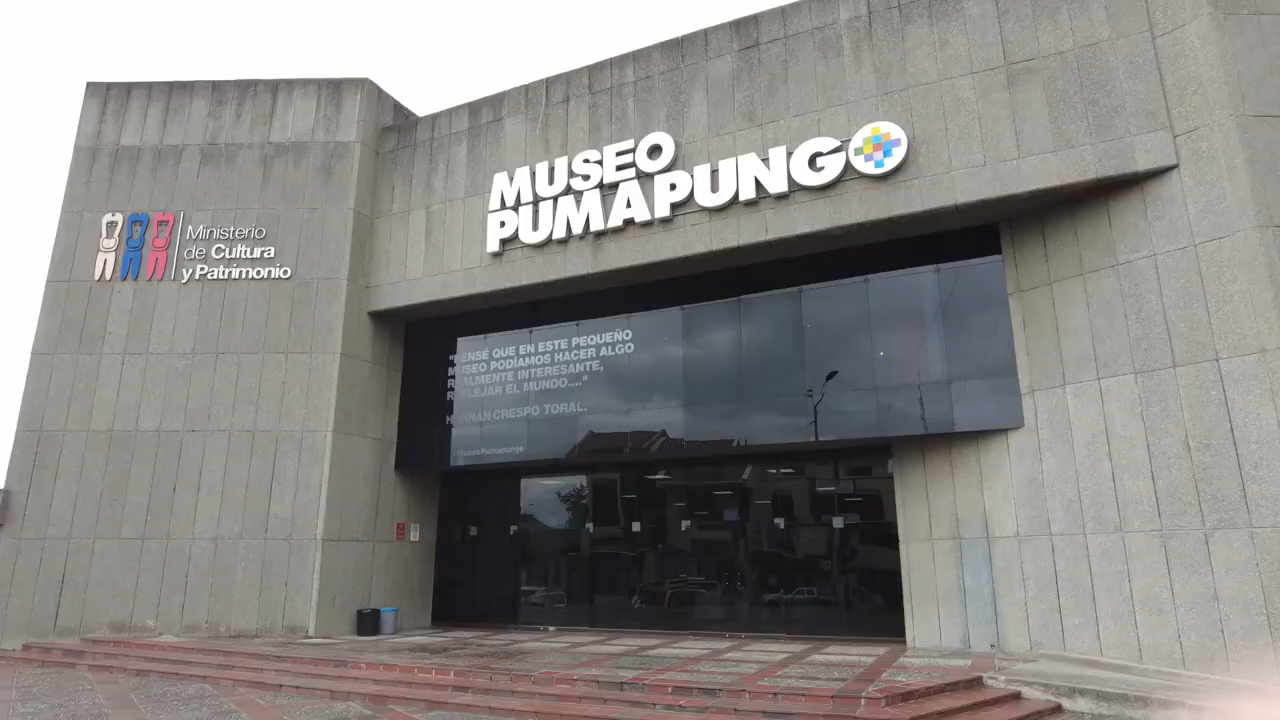 MUSEO
PUMAPUNGO
Ministerio
de Cultura
y Patrimonio
"PENSÉ QUE EN ESTE PEQUEÑO
MUSEO PODÍAMOS HACER ALGO
REALMENTE INTERESANTE,
REFLEJAR EL MUNDO...."
HERNÁN CRESPO TORAL.
#MuseoPumapungo